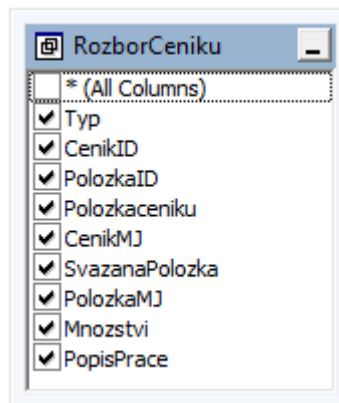 RozborCeniku
* (All Columns)
Typ
CenikID
PolozkaID
Polozkaceniku
CenikMJ
SvazanaPolozka
PolozkaMJ
Mnozstvi
PopisPrace